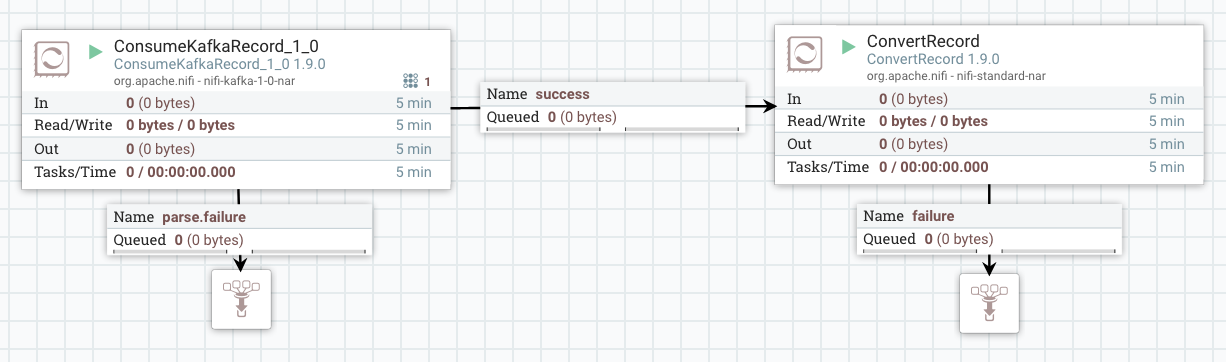 ConsumeKafkaRecord_1_0
ConsumeKafkaRecord_1_0 1.9.0
org.apache.nifi - nifi-kafka-1-0-nar
1
In 0 (0 bytes) 5 min
Read/Write 0 bytes / 0 bytes 5 min
Out 0 (0 bytes) 5 min
Tasks/Time 0 / 00:00:00.000 5 min
Name success
Queued 0 (0 bytes)
ConvertRecord
ConvertRecord 1.9.0
org.apache.nifi - nifi-standard-nar
In 0 (0 bytes) 5 min
Read/Write 0 bytes / 0 bytes 5 min
Out 0 (0 bytes) 5 min
Tasks/Time 0 / 00:00:00.000 5 min
Name parse.failure
Queued 0 (0 bytes)
Name failure
Queued 0 (0 bytes)